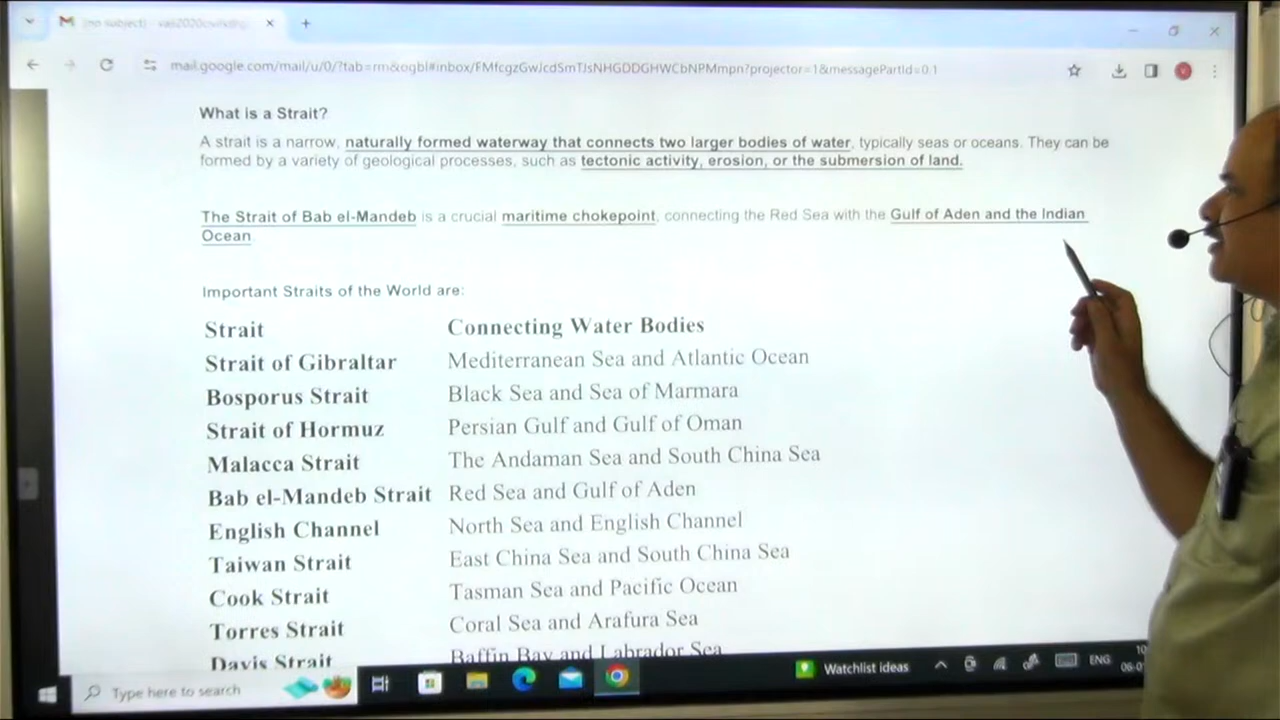 (no subject) -
mail.google.com/mail/u/0/?tab=rm&ogbl#inbox/FMfcgzGwJcdSmTJsNHGDDGHWCbNPMmpn?projector=1&messagePartId=0.1
What is a Strait?
A strait is a narrow, naturally formed waterway that connects two larger bodies of water, typically seas or oceans. They can be
formed by a variety of geological processes, such as tectonic activity, erosion, or the submersion of land.
The Strait of Bab el-Mandeb is a crucial maritime chokepoint, connecting the Red Sea with the Gulf of Aden and the Indian
Ocean
Important Straits of the World are:
Strait Connecting Water Bodies
Strait of Gibraltar Mediterranean Sea and Atlantic Ocean
Bosporus Strait Black Sea and Sea of Marmara
Strait of Hormuz Persian Gulf and Gulf of Oman
Malacca Strait The Andaman Sea and South China Sea
Bab el-Mandeb Strait Red Sea and Gulf of Aden
English Channel North Sea and English Channel
Taiwan Strait East China Sea and South China Sea
Cook Strait Tasman Sea and Pacific Ocean
Torres Strait Coral Sea and Arafura Sea
Davis Strait Baffin Bay and Labrador Sea
Type here to search Watchlist ideas ENG